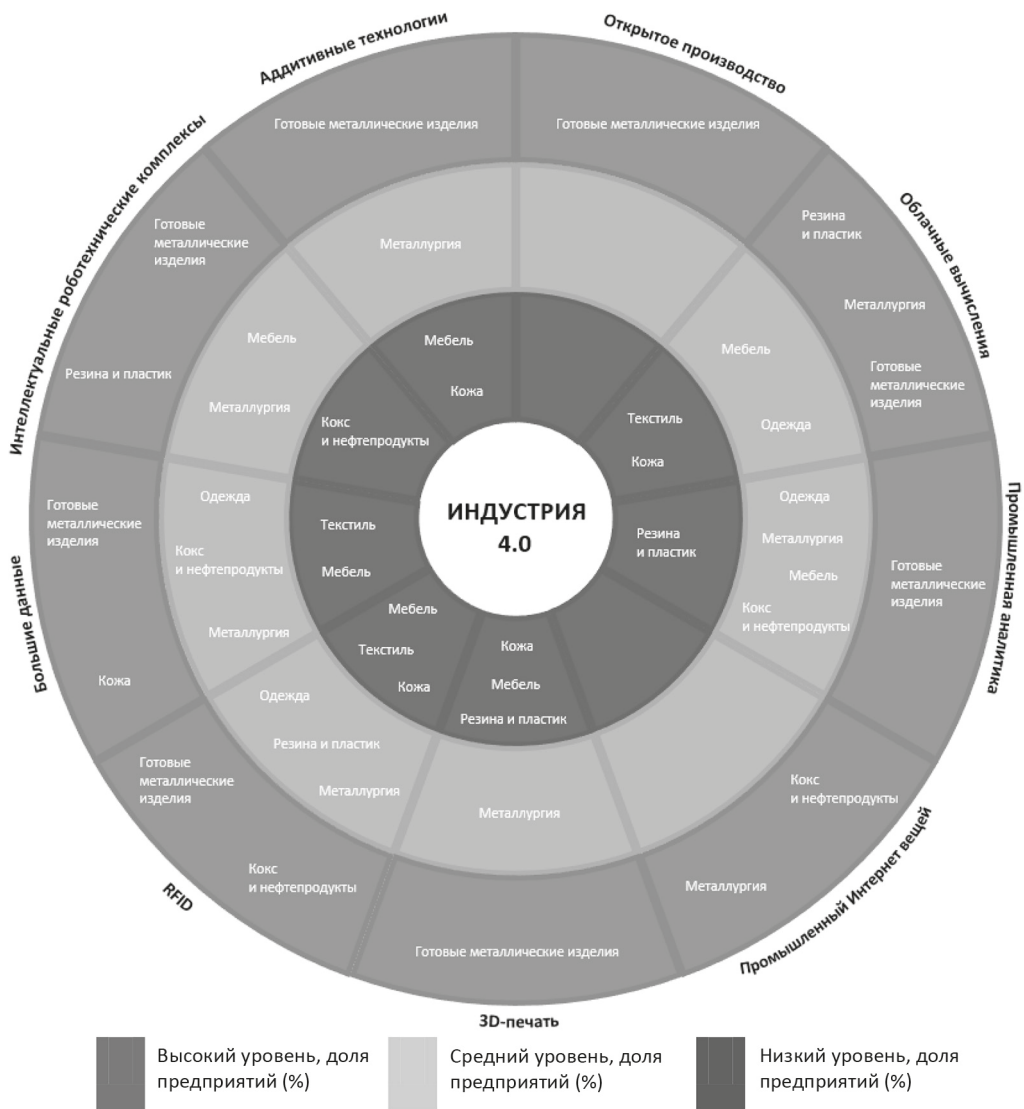 Аддитивные технологии
Открытое производство
Облачные вычисления
Промышленная аналитика
Промышленный Интернет вещей
3D-печать
RFID
Большие данные
Интеллектуальные роботехнические комплексы
Готовые металлические изделия
Готовые металлические изделия
Резина
и пластик
Металлургия
Готовые
металлические
изделия
Готовые
металлические
изделия
Кокс
и нефтепродукты
Металлургия
Готовые металлические изделия
Кокс
и нефтепродукты
Готовые
металлические
изделия
Кожа
Готовые
металлические
изделия
Резина и пластик
Готовые
металлические
изделия
Металлургия
Мебель
Одежда
Одежда
Металлургия
Мебель
Кокс
и нефтепродукты
Металлургия
Одежда
Резина и пластик
Металлургия
Одежда
Кокс
и нефтепродукты
Металлургия
Мебель
Металлургия
Мебель
Кожа
Текстиль
Кожа
Резина
и пластик
Кожа
Мебель
Резина и пластик
Мебель
Текстиль
Кожа
Текстиль
Мебель
Кокс
и нефтепродукты
ИНДУСТРИЯ
4.0
Высокий уровень, доля
предприятий (%)
Средний уровень, доля
предприятий (%)
Низкий уровень, доля
предприятий (%)